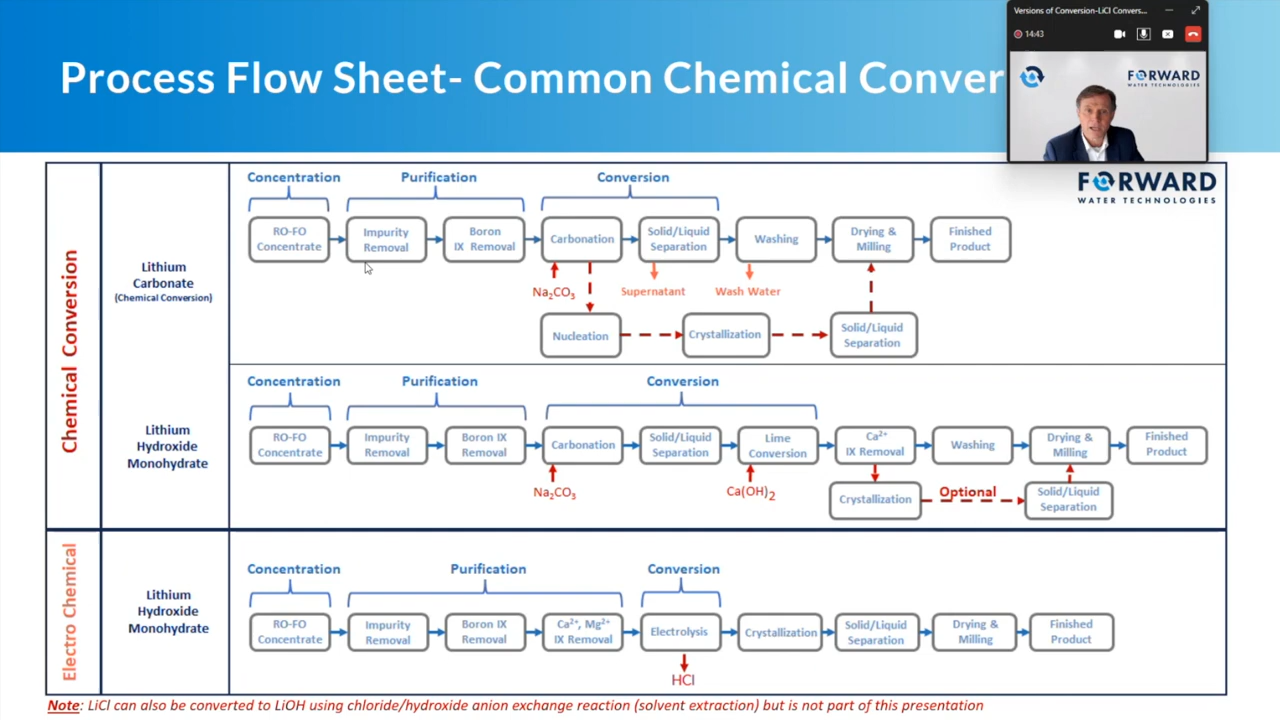 Versions of Conversion-LiCl Convers...
14:43
FORWARD
WATER TECHNOLOGIES
Process Flow Sheet- Common Chemical Conver
FORWARD
WATER TECHNOLOGIES
Chemical Conversion
Lithium
Carbonate
(Chemical Conversion)
Concentration
Purification
Conversion
RO-FO
Concentrate
Impurity
Removal
Boron
IX Removal
Carbonation
Solid/Liquid
Separation
Washing
Drying &
Milling
Finished
Product
Na₂CO₃
Supernatant
Wash Water
Nucleation
Crystallization
Solid/Liquid
Separation
Lithium
Hydroxide
Monohydrate
Concentration
Purification
Conversion
RO-FO
Concentrate
Impurity
Removal
Boron IX
Removal
Carbonation
Solid/Liquid
Separation
Lime
Conversion
Ca²⁺
IX Removal
Washing
Drying &
Milling
Finished
Product
Na₂CO₃
Ca(OH)₂
Crystallization
Optional
Solid/Liquid
Separation
Electro Chemical
Lithium
Hydroxide
Monohydrate
Concentration
Purification
Conversion
RO-FO
Concentrate
Impurity
Removal
Boron IX
Removal
Ca²⁺, Mg²⁺
IX Removal
Electrolysis
Crystallization
Solid/Liquid
Separation
Drying &
Milling
Finished
Product
HCl
Note: LiCl can also be converted to LiOH using chloride/hydroxide anion exchange reaction (solvent extraction) but is not part of this presentation